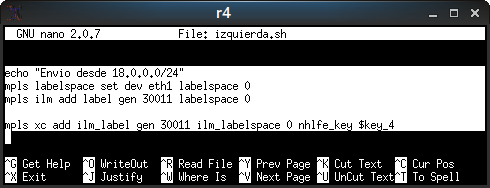 r4
GNU nano 2.0.7 File: izquierda.sh
echo "Envio desde 18.0.0.0/24"
mpls labelspace set dev eth1 labelspace 0
mpls ilm add label gen 30011 labelspace 0
mpls xc add ilm_label gen 30011 ilm_labelspace 0 nhlfe_key $key_4
^G Get Help ^O WriteOut ^R Read File ^Y Prev Page ^K Cut Text ^C Cur Pos
^X Exit ^J Justify ^W Where Is ^V Next Page ^U UnCut Text ^T To Spell